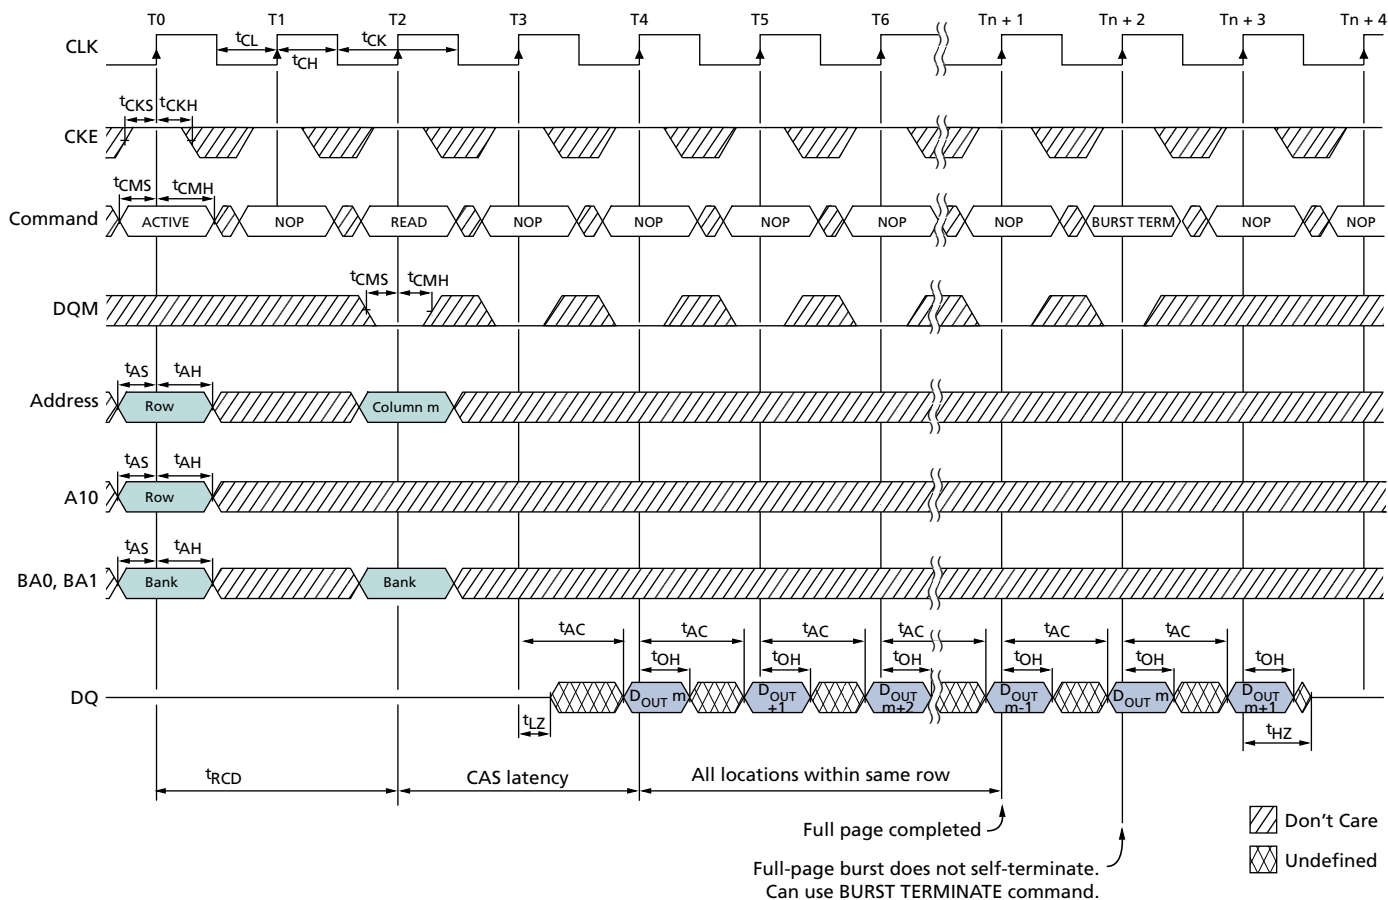 T0 T1 T2 T3 T4 T5 T6 Tn + 1 Tn + 2 Tn + 3 Tn + 4
CLK
tCL tCK
tCH
tCKS tCKH
CKE
tCMS tCMH
Command ACTIVE NOP READ NOP NOP NOP NOP NOP BURST TERM NOP NOP
tCMS tCMH
DQM
tAS tAH
Address Row Column m
tAS tAH
A10 Row
tAS tAH
BA0, BA1 Bank Bank
tAC tAC tAC tAC tAC tAC
tOH tOH tOH tOH tOH tOH
DQ DOUT m DOUT +1 DOUT m+2 DOUT m-1 DOUT m DOUT m+1
tLZ tHZ
tRCD CAS latency All locations within same row
Full page completed
Full-page burst does not self-terminate.
Can use BURST TERMINATE command.
Don't Care
Undefined